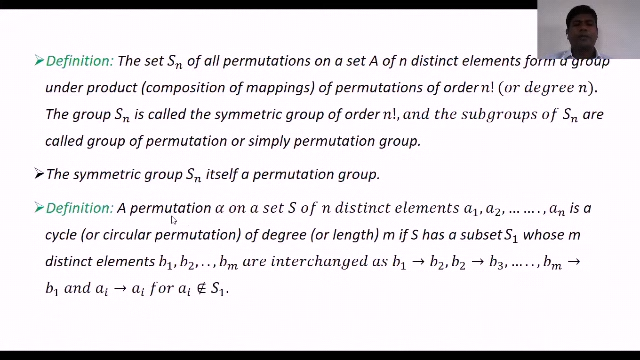 ➢Definition: The set Sₙ of all permutations on a set A of n distinct elements form a group
under product (composition of mappings) of permutations of order n! (or degree n).
The group Sₙ is called the symmetric group of order n!, and the subgroups of Sₙ are
called group of permutation or simply permutation group.
➢The symmetric group Sₙ itself a permutation group.
➢Definition: A permutation α on a set S of n distinct elements a₁, a₂, … … ., aₙ is a
cycle (or circular permutation) of degree (or length) m if S has a subset S₁ whose m
distinct elements b₁, b₂, . ., bₘ are interchanged as b₁ → b₂, b₂ → b₃, … . . , bₘ →
b₁ and aᵢ → aᵢ for aᵢ ∉ S₁.